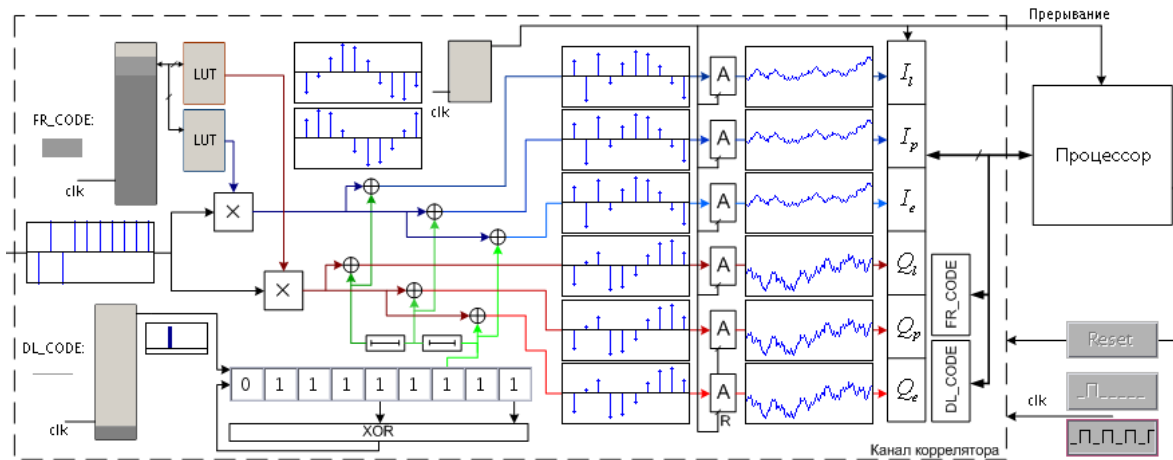 Прерывание
LUT
LUT
FR_CODE:
clk
clk
A
A
A
A
A
A
R
I_l
I_p
I_e
Q_l
Q_p
Q_e
Процессор
FR_CODE
DL_CODE
DL_CODE:
clk
0 1 1 1 1 1 1 1 1
XOR
Reset
clk
Канал коррелятора